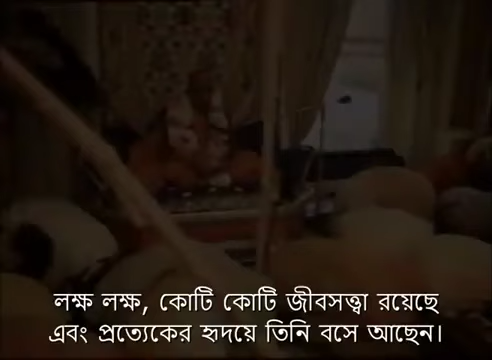 লক্ষ লক্ষ, কোটি কোটি জীবসত্ত্বা রয়েছে
এবং প্রত্যেকের হৃদয়ে তিনি বসে আছেন।